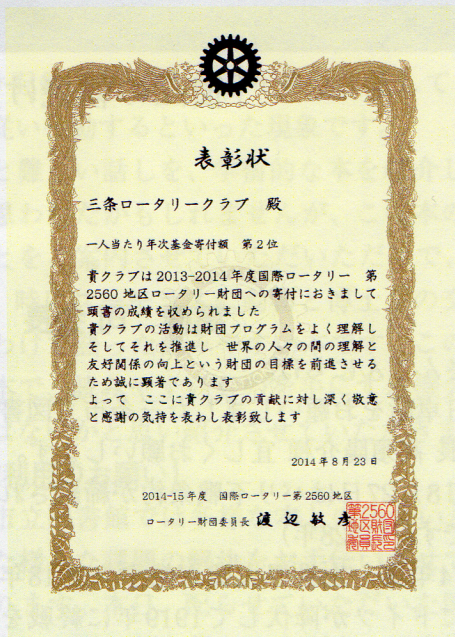 表彰状
三条ロータリークラブ 殿
一人当たり年次基金寄付額 第2位
貴クラブは2013-2014年度国際ロータリー 第
2560地区ロータリー財団への寄付におきまして
頭書の成績を収められました
貴クラブの活動は財団プログラムをよく理解し
そしてそれを推進し 世界の人々の間の理解と
友好関係の向上という財団の目標を前進させる
ため誠に顕著であります
よって ここに貴クラブの貢献に対し深く敬意
と感謝の気持を表わし表彰致します
2014年8月23日
2014-15年度 国際ロータリー第2560地区
ロータリー財団委員長 渡辺敏彦